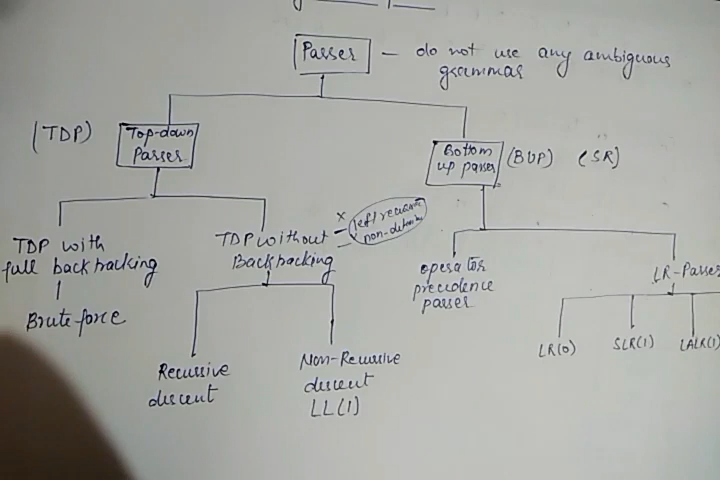 Parser - do not use any ambiguous
grammar
(TDP) Top-down
Parser
Bottom
up parser (BUP) (SR)
TDP with
full backtracking
Brute force
TDP without
Backtracking
x left recursive
non-determin
operator
precedence
parser
LR-Parser
LR(0) SLR(1) LALR(1)
Recursive
descent
Non-Recursive
descent
LL(1)